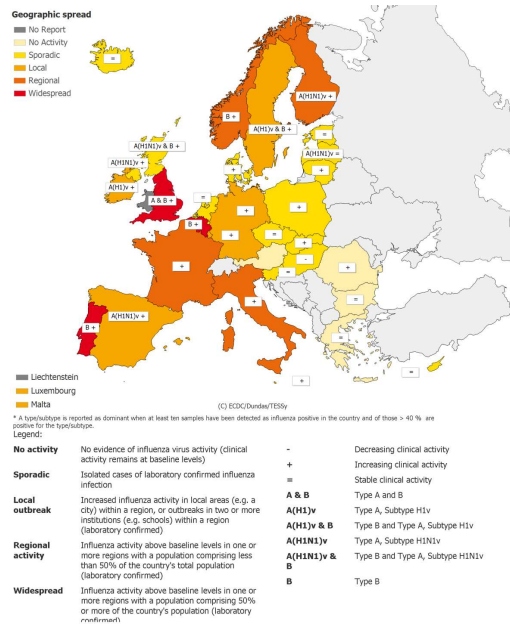 Geographic spread
No Report
No Activity
Sporadic
Local
Regional
Widespread
=
B +
A(H1N1)v +
A(H1)v & B +
A(H1N1)v & B +
=
A(H1N1)v =
A(H1N1)v +
+
+
A(H1)v +
A & B +
=
+
+
B +
+
=
+
+
-
+
=
+
=
A(H1N1)v +
B +
=
+
=
Liechtenstein
Luxembourg
Malta
(C) ECDC/Dundas/TESSy
* A type/subtype is reported as dominant when at least ten samples have been detected as influenza positive in the country and of those > 40 % are
positive for the type/subtype.
Legend:
No activity No evidence of influenza virus activity (clinical
activity remains at baseline levels)
Sporadic Isolated cases of laboratory confirmed influenza
infection
Local
outbreak Increased influenza activity in local areas (e.g. a
city) within a region, or outbreaks in two or more
institutions (e.g. schools) within a region
(laboratory confirmed)
Regional
activity Influenza activity above baseline levels in one or
more regions with a population comprising less
than 50% of the country's total population
(laboratory confirmed)
Widespread Influenza activity above baseline levels in one or
more regions with a population comprising 50%
or more of the country's population (laboratory
confirmed)
- Decreasing clinical activity
+ Increasing clinical activity
= Stable clinical activity
A & B Type A and B
A(H1)v Type A, Subtype H1v
A(H1)v & B Type B and Type A, Subtype H1v
A(H1N1)v Type A, Subtype H1N1v
A(H1N1)v &
B Type B and Type A, Subtype H1N1v
B Type B